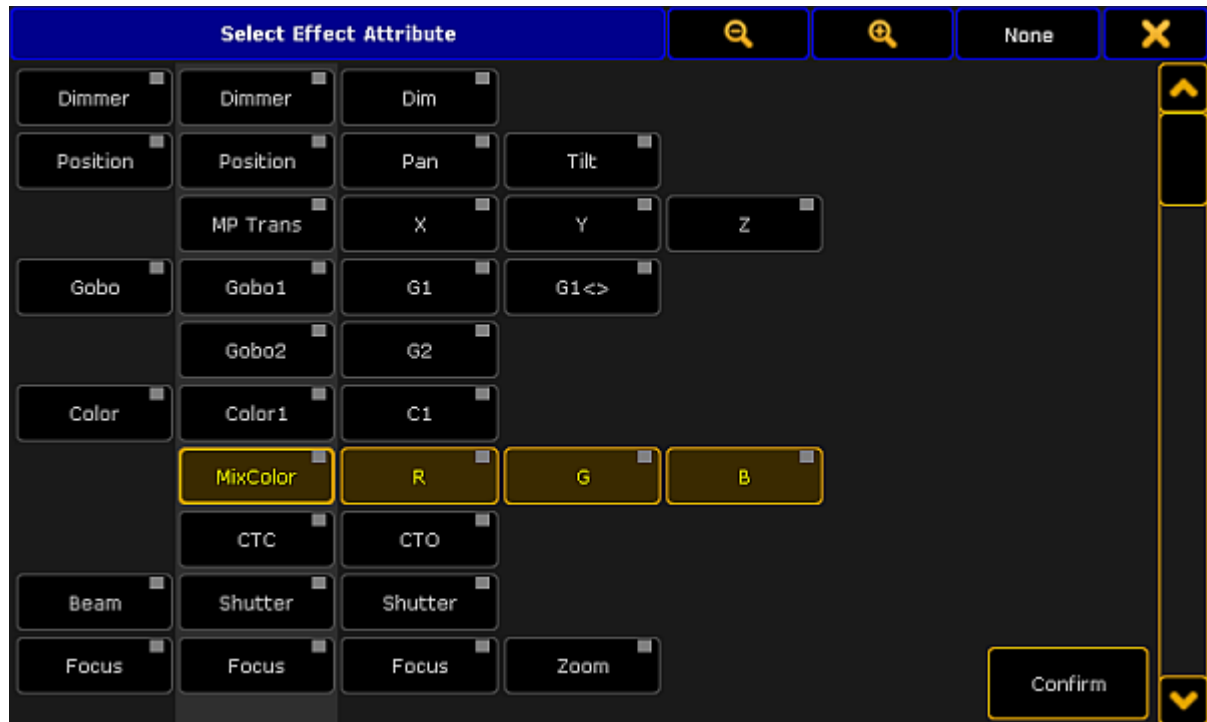 Select Effect Attribute None
Dimmer Dimmer Dim
Position Position Pan Tilt
MP Trans X Y Z
Gobo Gobo1 G1 G1<>
Gobo2 G2
Color Color1 C1
MixColor R G B
CTC CTO
Beam Shutter Shutter
Focus Focus Focus Zoom
Confirm